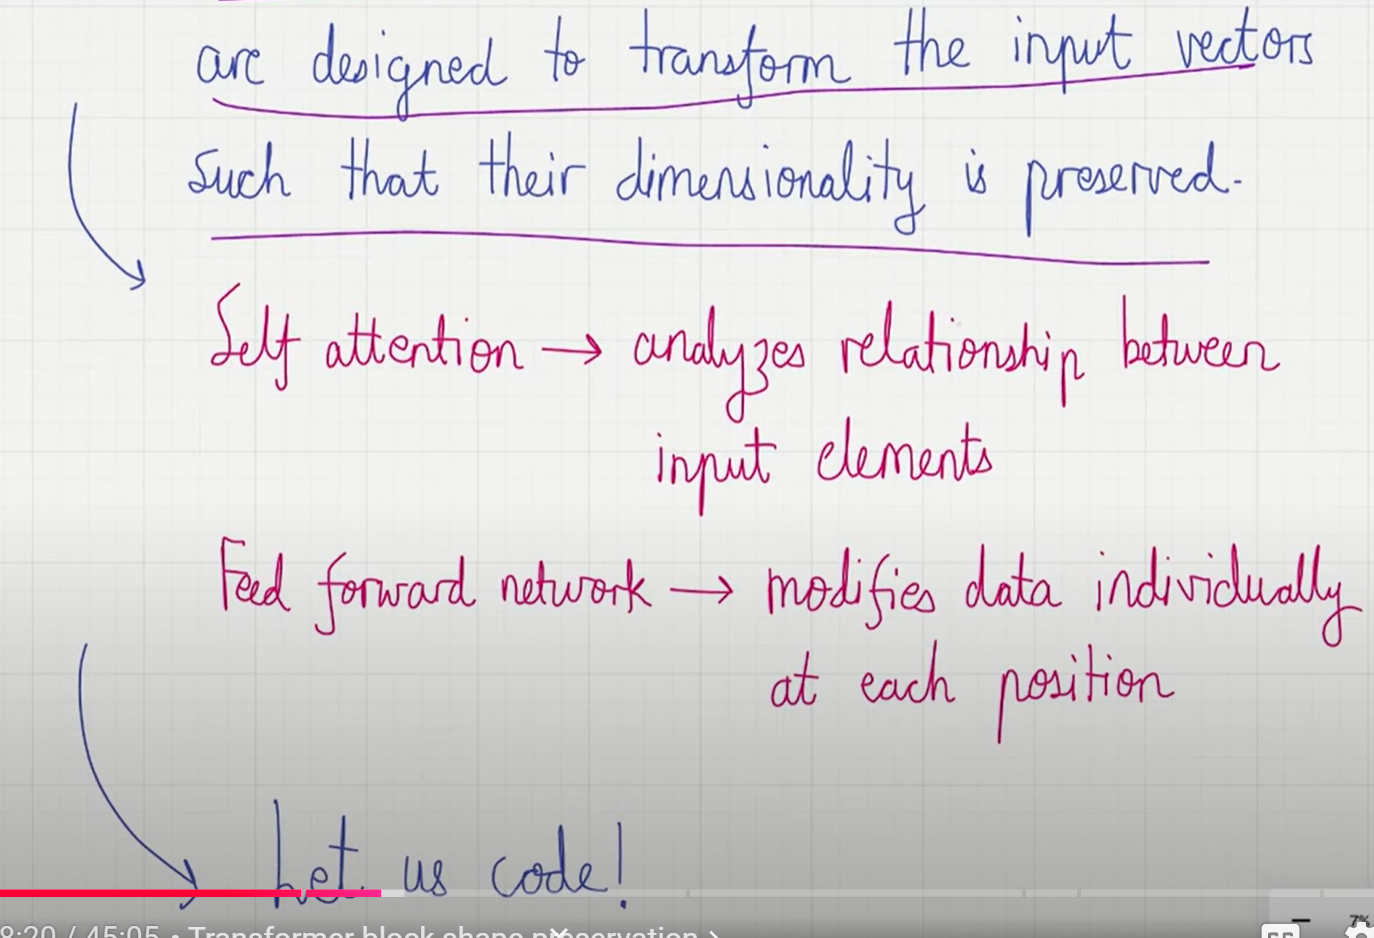 are designed to transform the input vectors
such that their dimensionality is preserved.
Self attention → analyzes relationship between
input elements
Feed forward network → modifies data individually
at each position
Let us code!
8:20 / 45:05 • Transformer block shape preservation >
7%